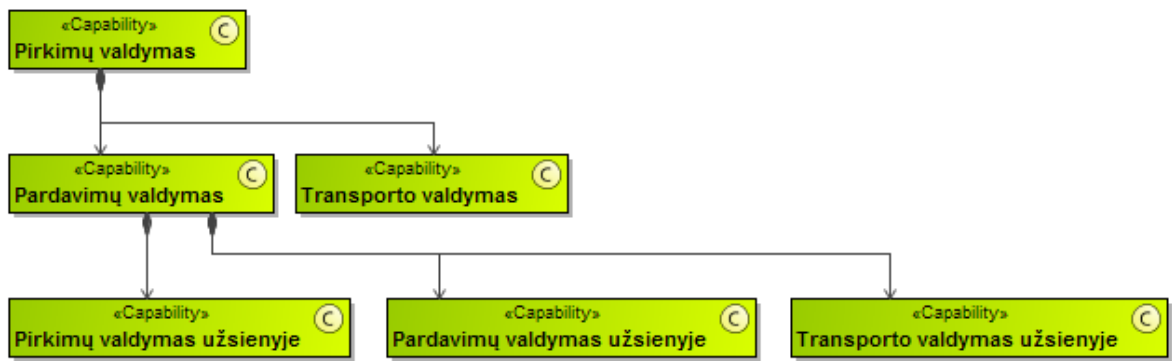 «Capability»
Pirkimų valdymas
C
«Capability»
Pardavimų valdymas
C
«Capability»
Transporto valdymas
C
«Capability»
Pirkimų valdymas užsienyje
C
«Capability»
Pardavimų valdymas užsienyje
C
«Capability»
Transporto valdymas užsienyje
C